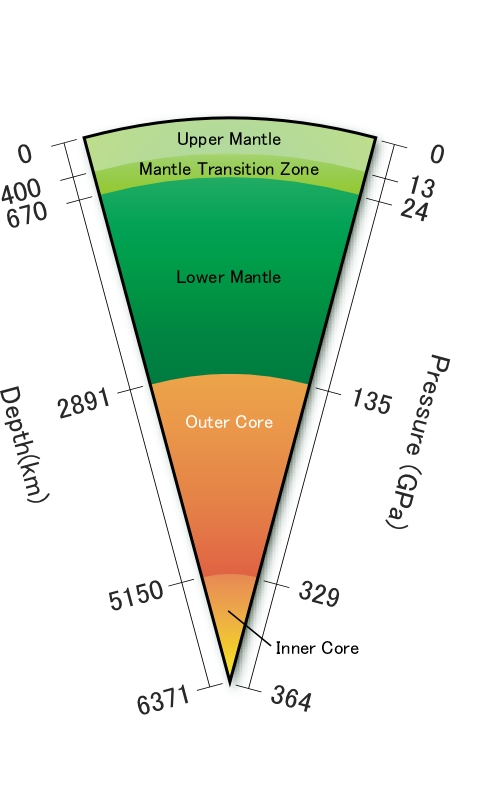 Upper Mantle
Mantle Transition Zone
Lower Mantle
Outer Core
Inner Core
0
400
670
2891
5150
6371
Depth(km)
0
13
24
135
329
364
Pressure (GPa)